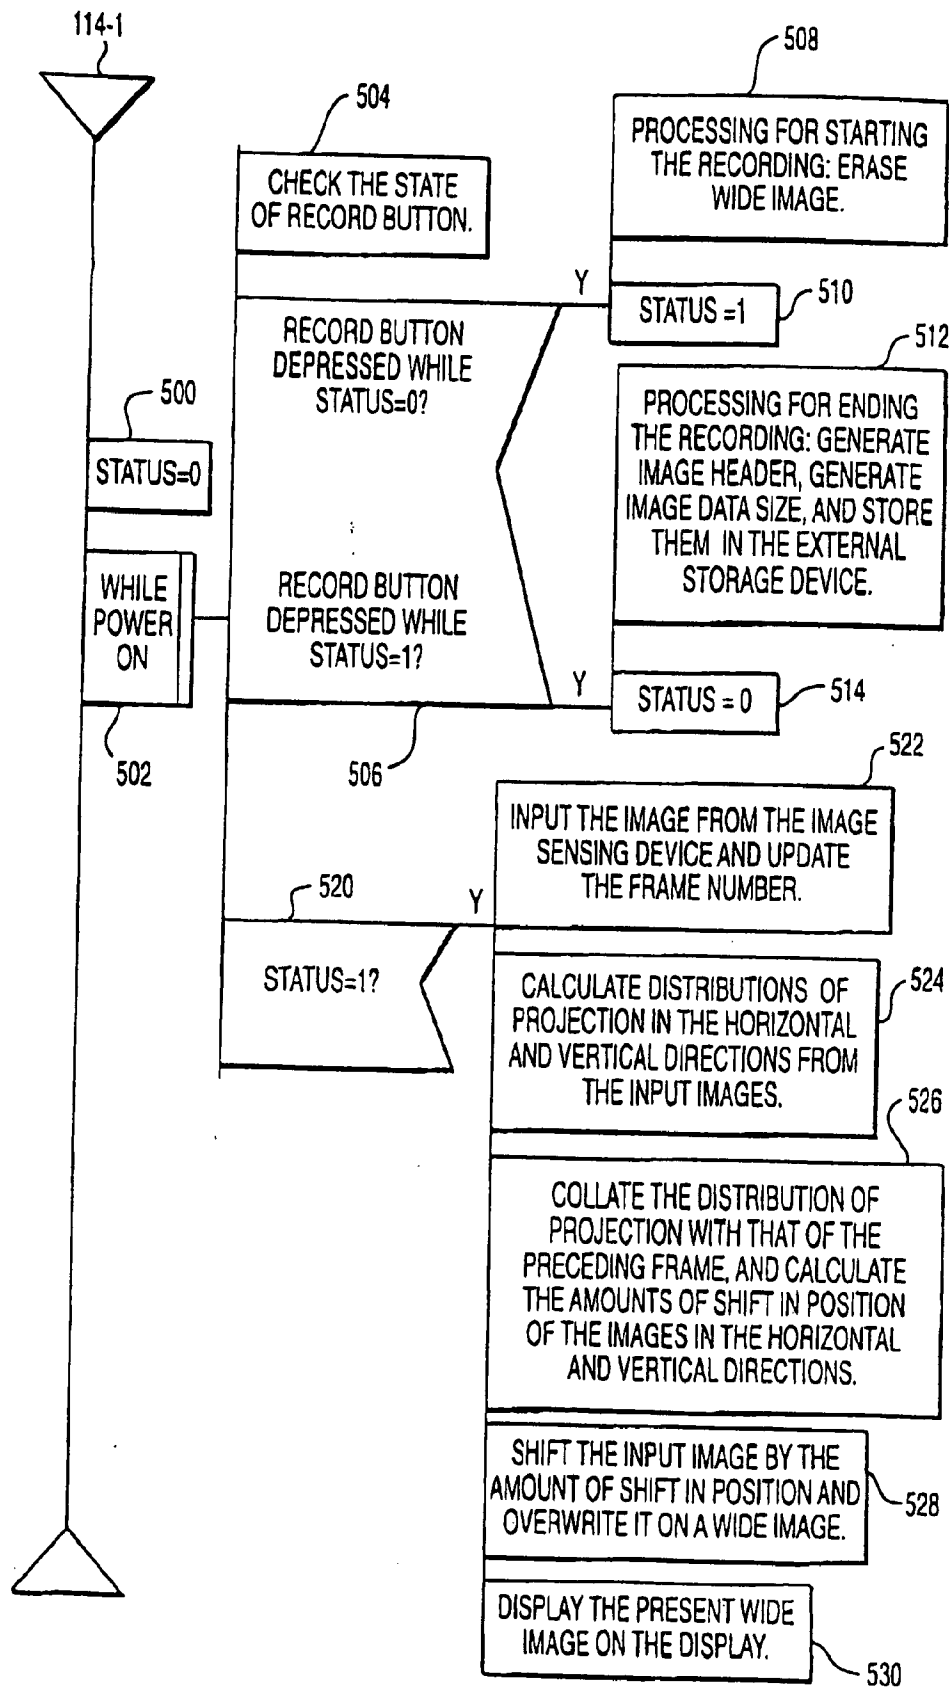 114-1
508
504
PROCESSING FOR STARTING
THE RECORDING: ERASE
WIDE IMAGE.
CHECK THE STATE
OF RECORD BUTTON.
Y
STATUS =1
510
RECORD BUTTON
DEPRESSED WHILE
STATUS=0?
512
500
STATUS=0
PROCESSING FOR ENDING
THE RECORDING: GENERATE
IMAGE HEADER, GENERATE
IMAGE DATA SIZE, AND STORE
THEM IN THE EXTERNAL
STORAGE DEVICE.
WHILE
POWER
ON
502
RECORD BUTTON
DEPRESSED WHILE
STATUS=1?
Y
STATUS = 0
514
506
522
INPUT THE IMAGE FROM THE IMAGE
SENSING DEVICE AND UPDATE
THE FRAME NUMBER.
520
Y
STATUS=1?
524
CALCULATE DISTRIBUTIONS OF
PROJECTION IN THE HORIZONTAL
AND VERTICAL DIRECTIONS FROM
THE INPUT IMAGES.
526
COLLATE THE DISTRIBUTION OF
PROJECTION WITH THAT OF THE
PRECEDING FRAME, AND CALCULATE
THE AMOUNTS OF SHIFT IN POSITION
OF THE IMAGES IN THE HORIZONTAL
AND VERTICAL DIRECTIONS.
SHIFT THE INPUT IMAGE BY THE
AMOUNT OF SHIFT IN POSITION AND
OVERWRITE IT ON A WIDE IMAGE.
528
DISPLAY THE PRESENT WIDE
IMAGE ON THE DISPLAY.
530